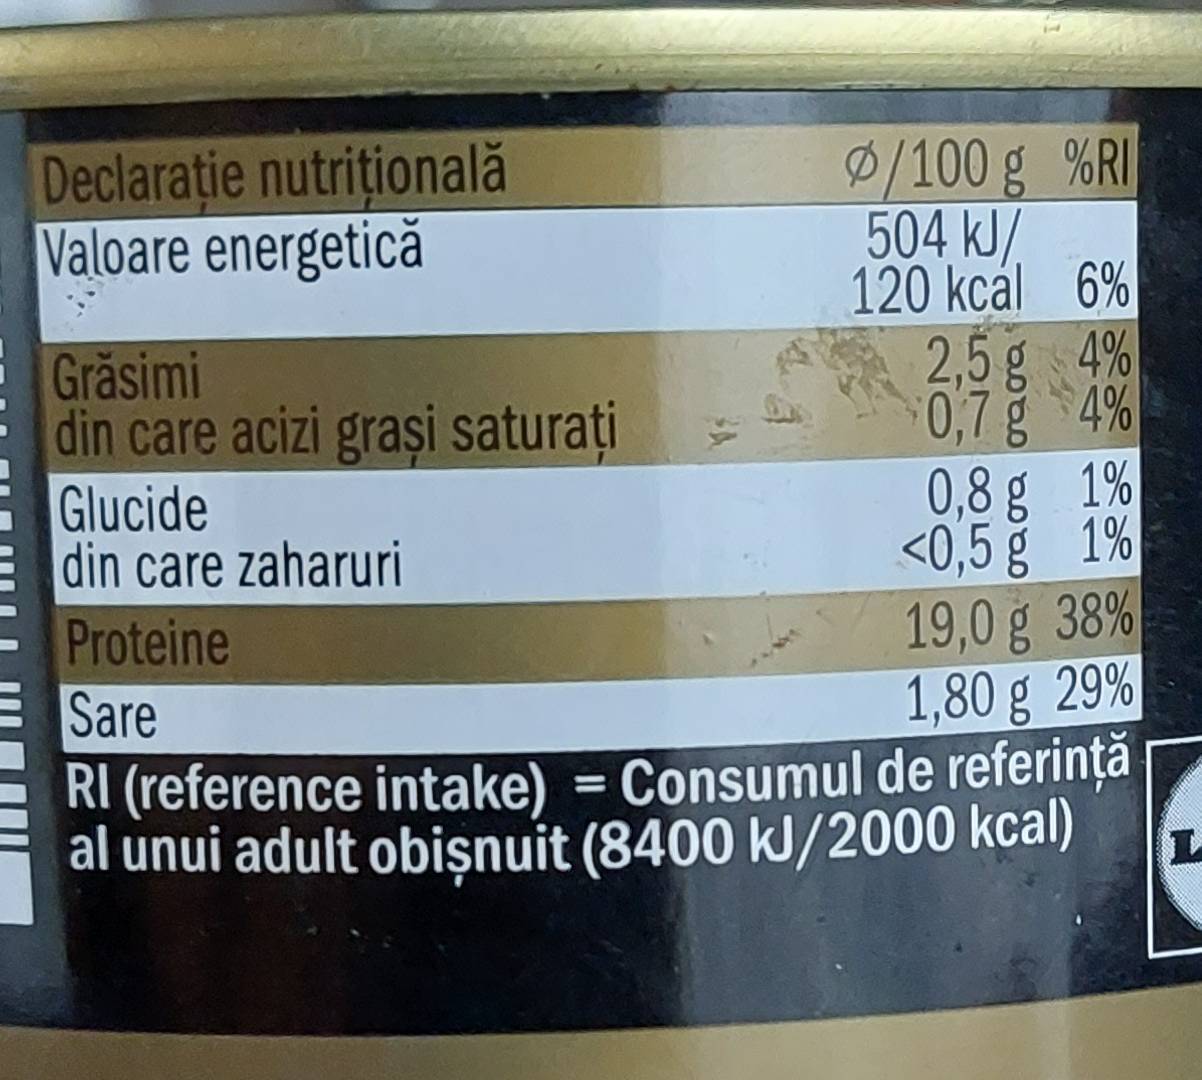 Declarație nutrițională ø/100 g %RI
Valoare energetică 504 kJ/
120 kcal 6%
Grăsimi 2,5 g 4%
din care acizi grași saturați 0,7 g 4%
Glucide 0,8 g 1%
din care zaharuri <0,5 g 1%
Proteine 19,0 g 38%
Sare 1,80 g 29%
RI (reference intake) = Consumul de referință
al unui adult obișnuit (8400 kJ/2000 kcal)